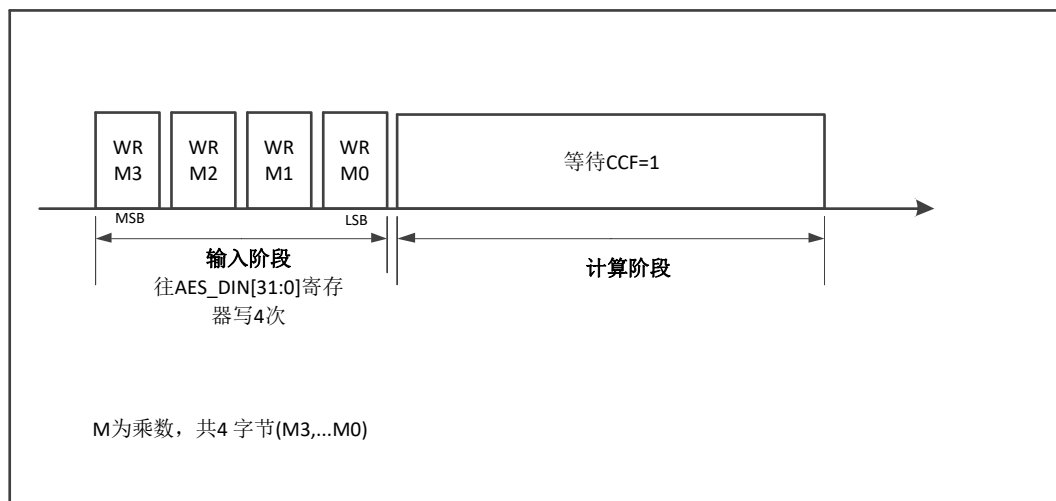 WR
M3
WR
M2
WR
M1
WR
M0
等待CCF=1
MSB
LSB
输入阶段
往AES_DIN[31:0]寄存
器写4次
计算阶段
M为乘数，共4 字节(M3,...M0)